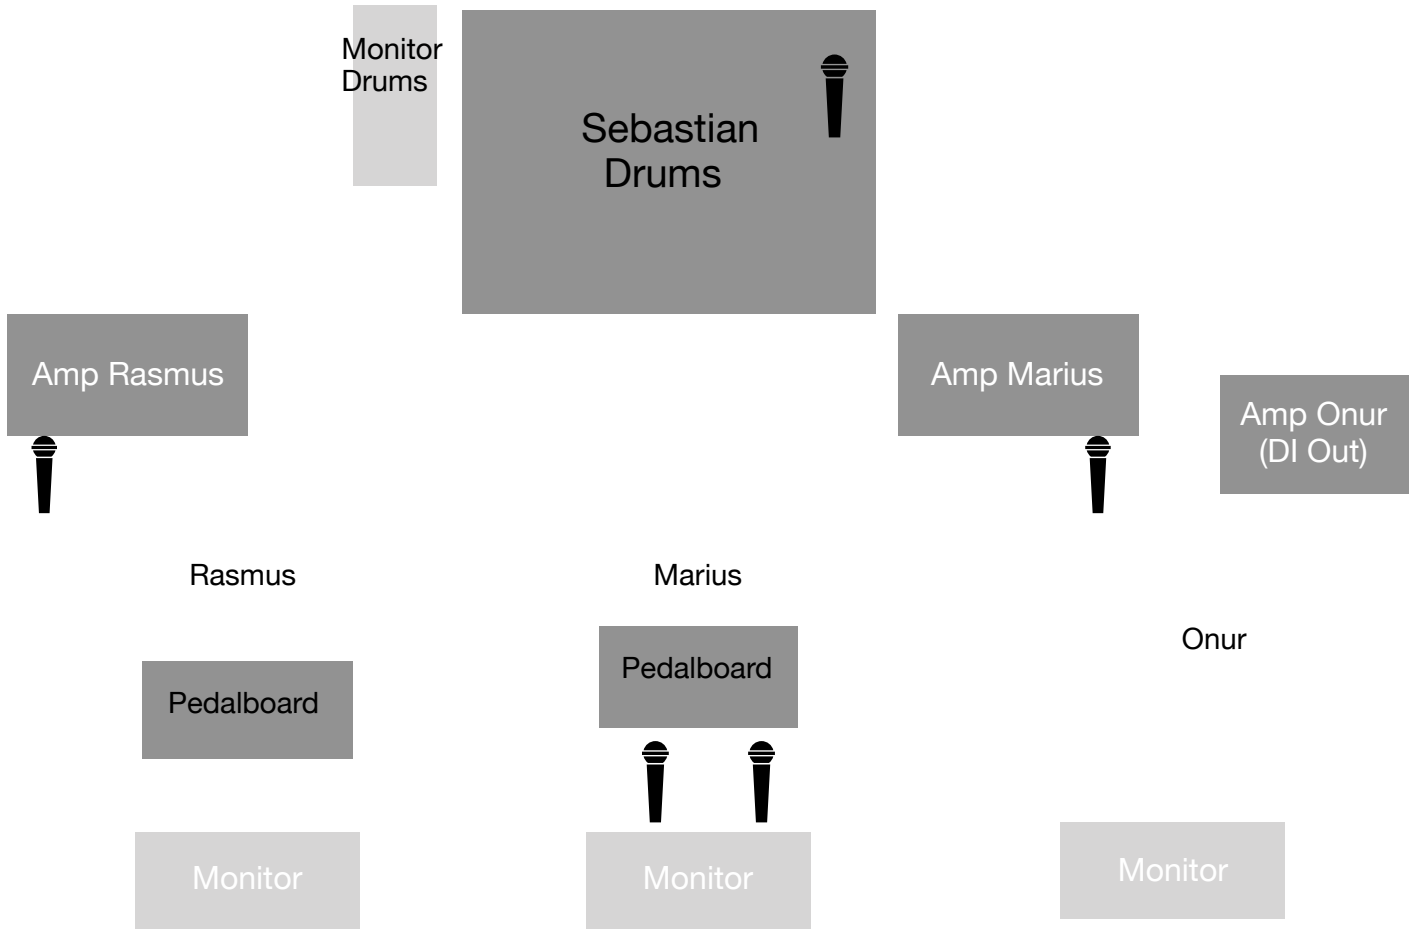 Monitor
Drums
Sebastian
Drums
Amp Rasmus
Amp Marius
Amp Onur
(DI Out)
Rasmus
Marius
Onur
Pedalboard
Pedalboard
Monitor
Monitor
Monitor